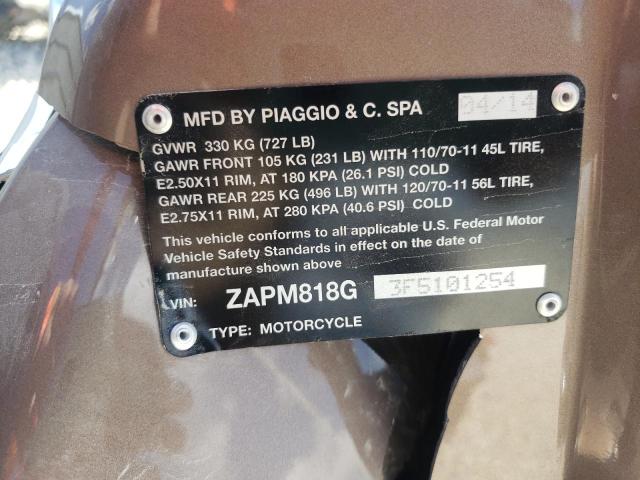 MFD BY PIAGGIO & C. SPA 04/14
GVWR 330 KG (727 LB)
GAWR FRONT 105 KG (231 LB) WITH 110/70-11 45L TIRE,
E2.50X11 RIM, AT 180 KPA (26.1 PSI) COLD
GAWR REAR 225 KG (496 LB) WITH 120/70-11 56L TIRE,
E2.75X11 RIM, AT 280 KPA (40.6 PSI) COLD
This vehicle conforms to all applicable U.S. Federal Motor
Vehicle Safety Standards in effect on the date of
manufacture shown above
VIN: ZAPM818G 3F5101254
TYPE: MOTORCYCLE